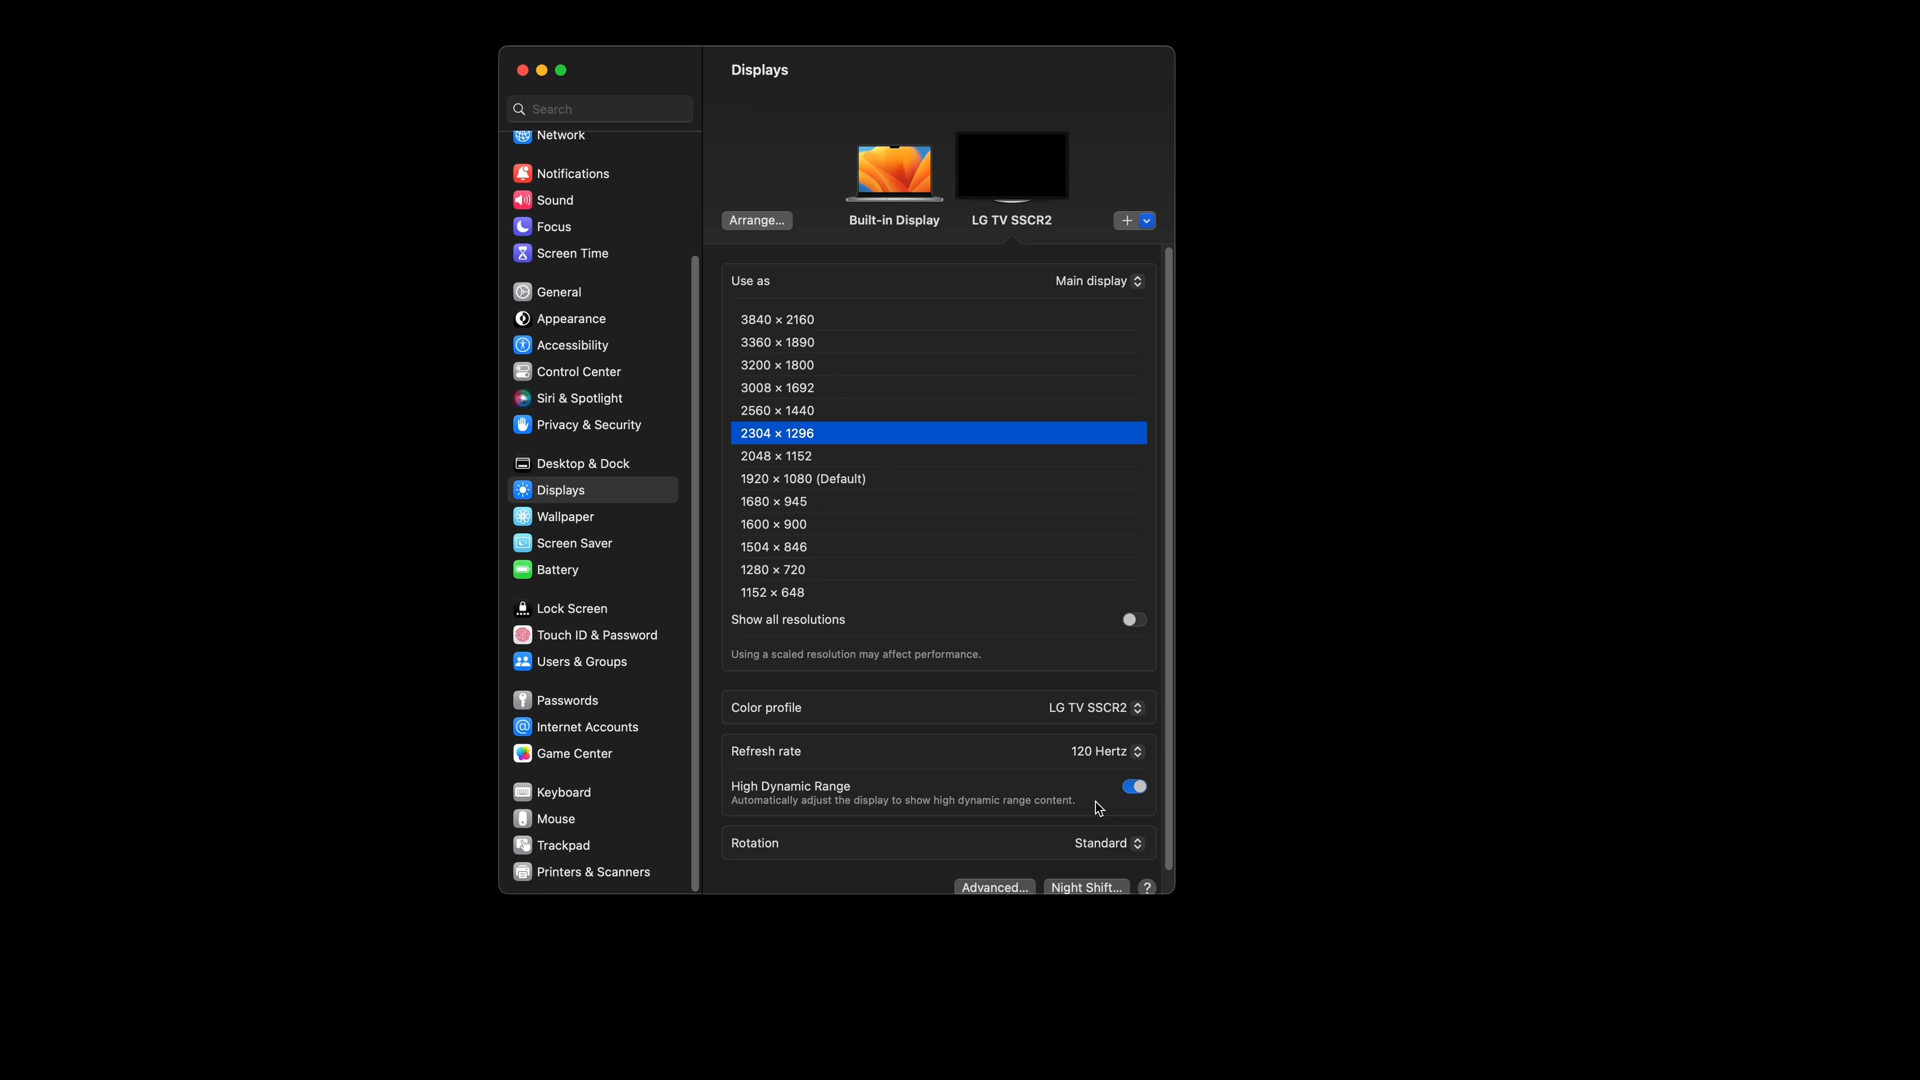 Displays
Search
Network
Notifications
Sound
Focus
Screen Time
General
Appearance
Accessibility
Control Center
Siri & Spotlight
Privacy & Security
Desktop & Dock
Displays
Wallpaper
Screen Saver
Battery
Lock Screen
Touch ID & Password
Users & Groups
Passwords
Internet Accounts
Game Center
Keyboard
Mouse
Trackpad
Printers & Scanners
Arrange...
Built-in Display
LG TV SSCR2
Use as Main display
3840 × 2160
3360 × 1890
3200 × 1800
3008 × 1692
2560 × 1440
2304 × 1296
2048 × 1152
1920 × 1080 (Default)
1680 × 945
1600 × 900
1504 × 846
1280 × 720
1152 × 648
Show all resolutions
Using a scaled resolution may affect performance.
Color profile LG TV SSCR2
Refresh rate 120 Hertz
High Dynamic Range
Automatically adjust the display to show high dynamic range content.
Rotation Standard
Advanced... Night Shift... ?